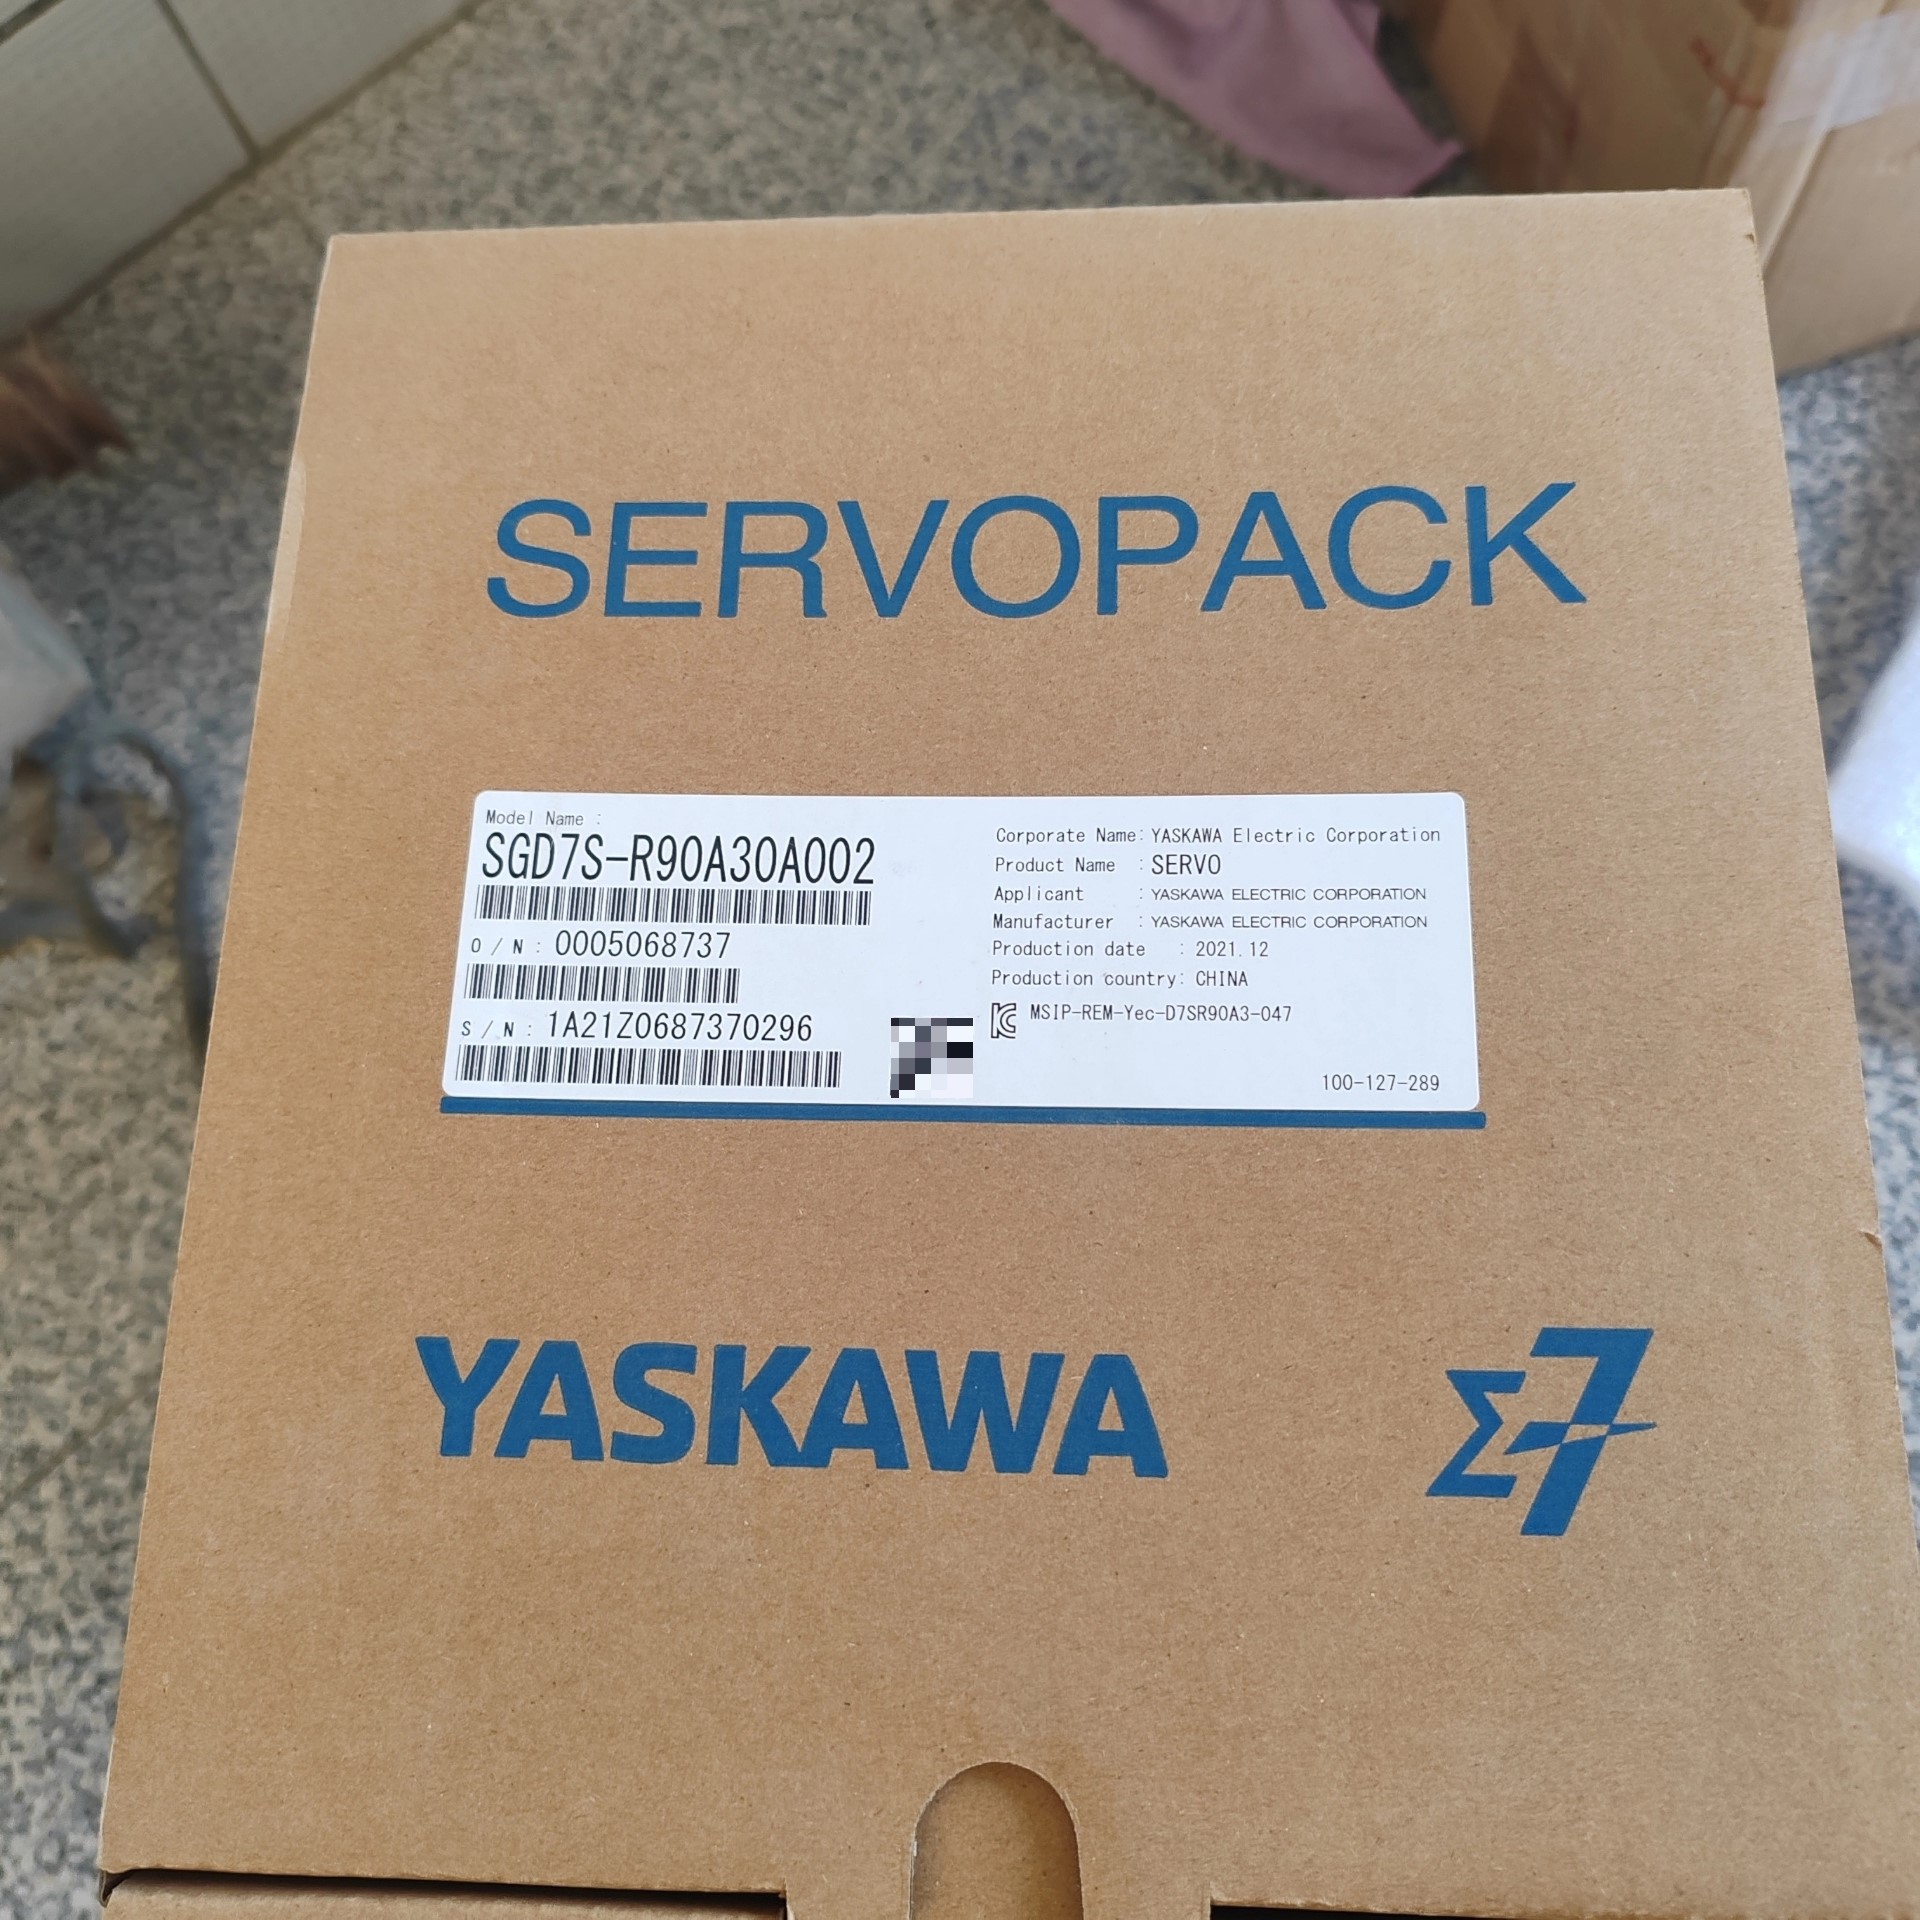 SERVOPACK
Model Name :
SGD7S-R90A30A002
O / N : 0005068737
S / N : 1A21Z0687370296
Corporate Name: YASKAWA Electric Corporation
Product Name : SERVO
Applicant : YASKAWA ELECTRIC CORPORATION
Manufacturer : YASKAWA ELECTRIC CORPORATION
Production date : 2021.12
Production country: CHINA
MSIP-REM-Yec-D7SR90A3-047
100-127-289
YASKAWA
Σ7